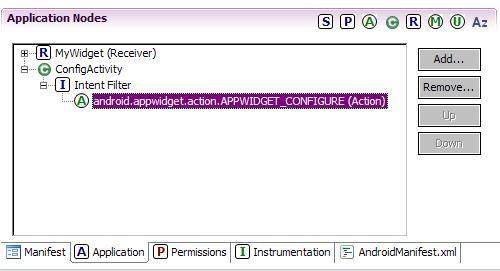 Application Nodes
S P A C R M U Az
R MyWidget (Receiver)
C ConfigActivity
I Intent Filter
A android.appwidget.action.APPWIDGET_CONFIGURE (Action)
Add...
Remove...
Up
Down
Manifest A Application P Permissions I Instrumentation AndroidManifest.xml